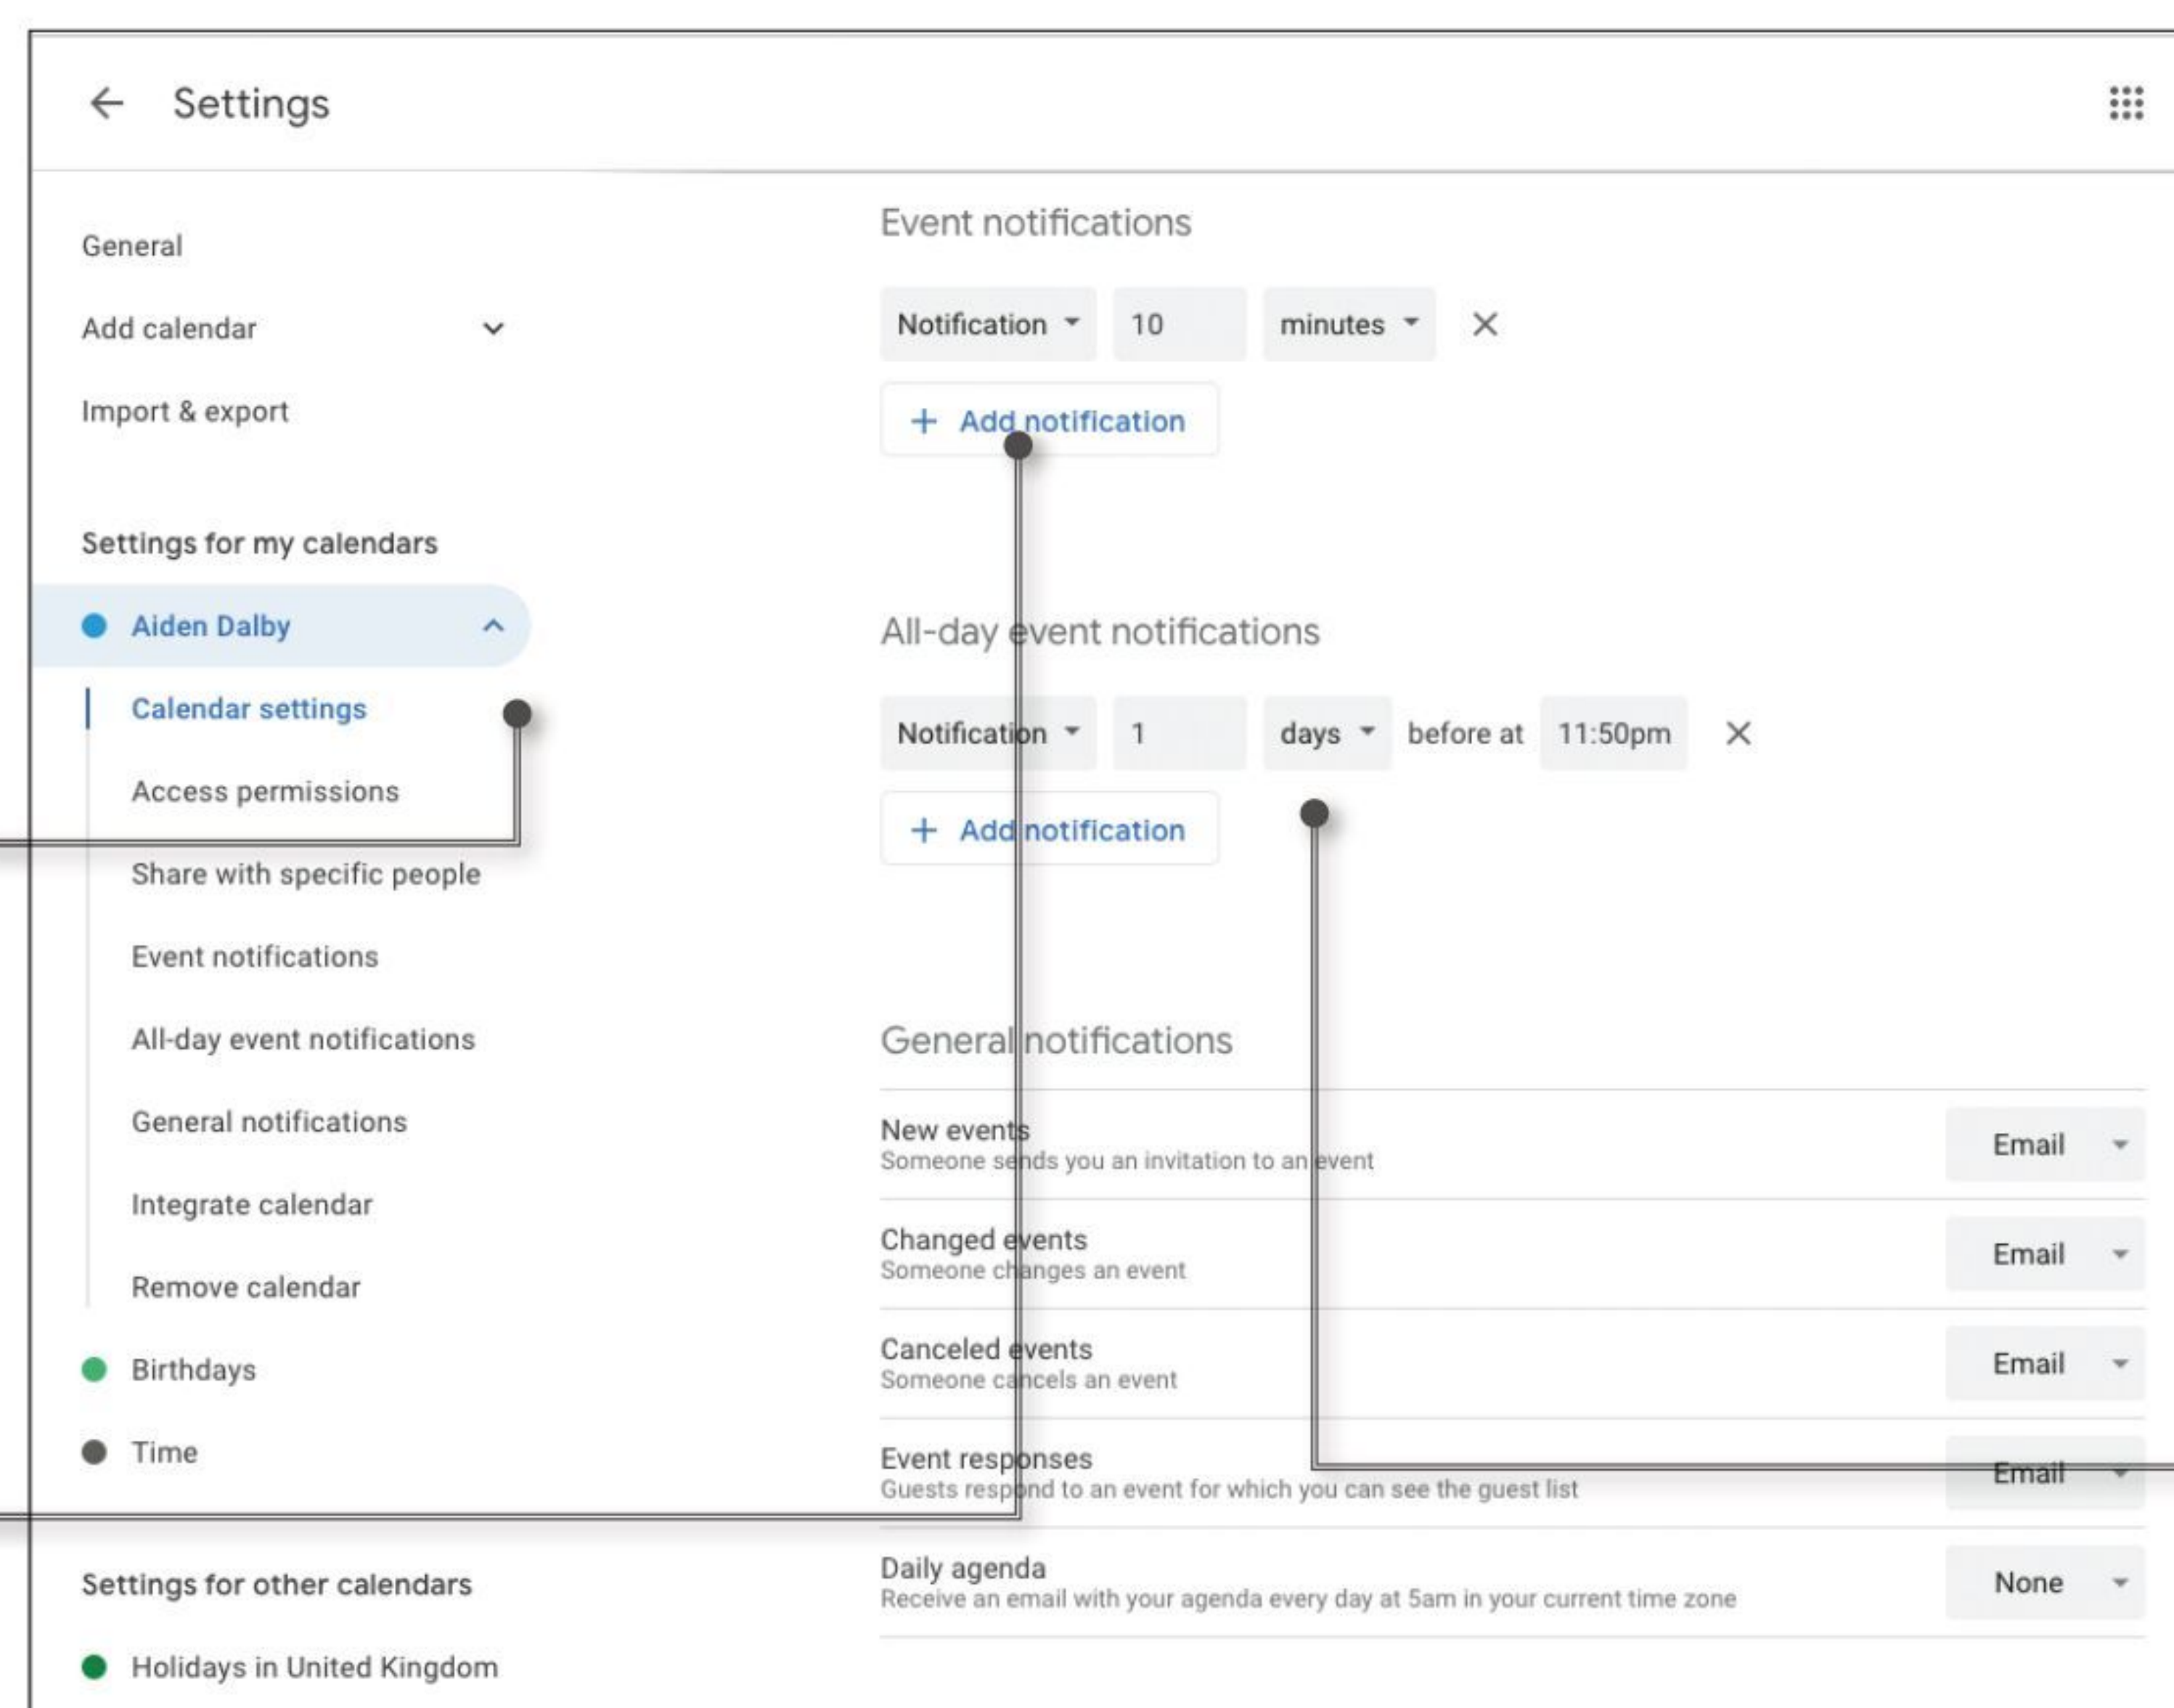 Settings
General
Add calendar
Import & export
Settings for my calendars
Aiden Dalby
Calendar settings
Access permissions
Share with specific people
Event notifications
All-day event notifications
General notifications
Integrate calendar
Remove calendar
Birthdays
Time
Settings for other calendars
Holidays in United Kingdom
Event notifications
Notification 10 minutes
+ Add notification
All-day event notifications
Notification 1 days before at 11:50pm
+ Add notification
General notifications
New events
Someone sends you an invitation to an event
Email
Changed events
Someone changes an event
Email
Canceled events
Someone cancels an event
Email
Event responses
Guests respond to an event for which you can see the guest list
Email
Daily agenda
Receive an email with your agenda every day at 5am in your current time zone
None